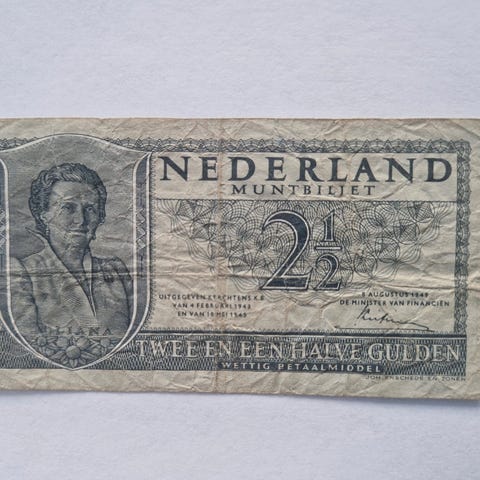 NEDERLAND
MUNTBILJET
2½
UITGEGEVEN KRACHTENS K.B.
VAN 4 FEBRUARI 1943
EN VAN 18 MEI 1945
8 AUGUSTUS 1949
DE MINISTER VAN FINANCIËN
TWEE EN EEN HALVE GULDEN
WETTIG BETAALMIDDEL
JOH. ENSCHEDÉ EN ZONEN